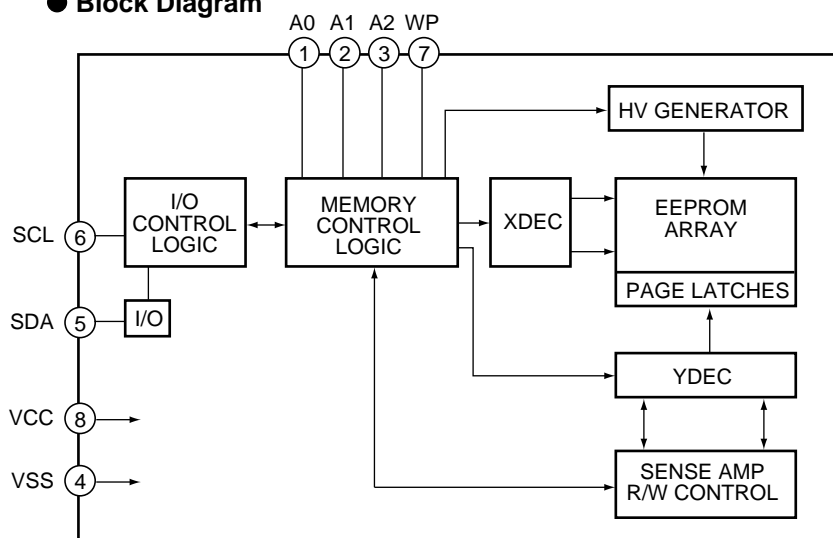 ● Block Diagram
A0 A1 A2 WP
1 2 3 7
HV GENERATOR
I/O
CONTROL
LOGIC
MEMORY
CONTROL
LOGIC
XDEC
EEPROM
ARRAY
PAGE LATCHES
SCL 6
SDA 5
I/O
YDEC
VCC 8
VSS 4
SENSE AMP
R/W CONTROL